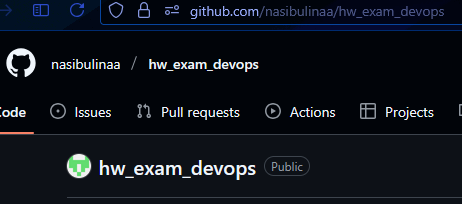 github.com/nasibulinaa/hw_exam_devops
nasibulinaa / hw_exam_devops
Code Issues Pull requests Actions Projects
hw_exam_devops Public